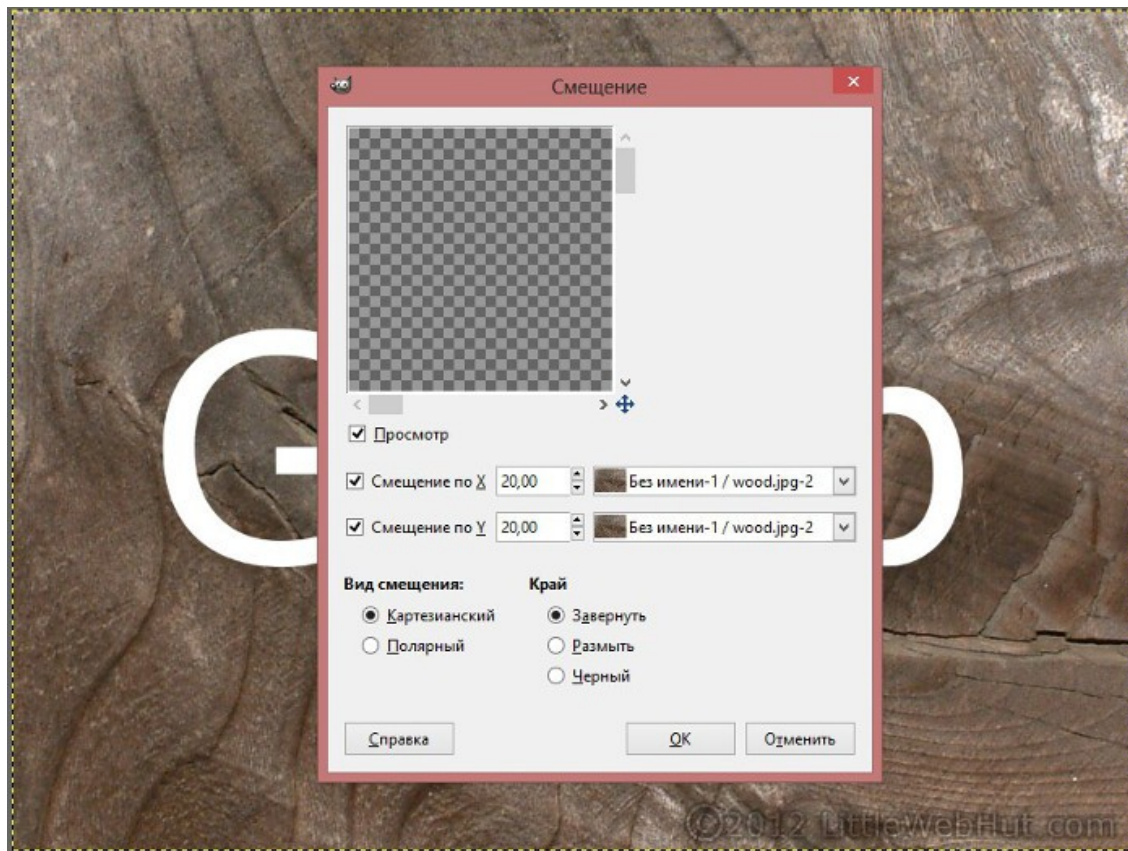 Смещение
Просмотр
Смещение по X 20,00 Без имени-1 / wood.jpg-2
Смещение по Y 20,00 Без имени-1 / wood.jpg-2
Вид смещения: Край
Картезианский Завернуть
Полярный Размыть
Черный
Справка OK Отменить
©2012 LittleWebHut.com